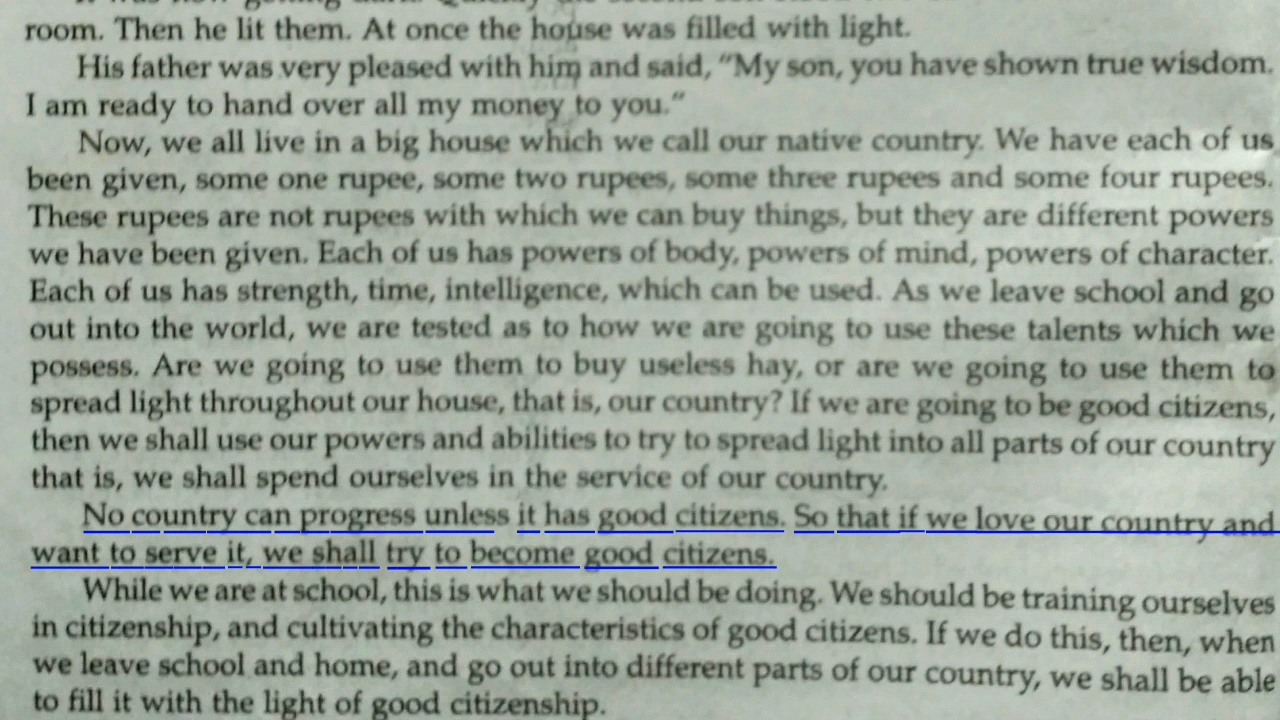 room. Then he lit them. At once the house was filled with light.
His father was very pleased with him and said, "My son, you have shown true wisdom.
I am ready to hand over all my money to you."
Now, we all live in a big house which we call our native country. We have each of us
been given, some one rupee, some two rupees, some three rupees and some four rupees.
These rupees are not rupees with which we can buy things, but they are different powers
we have been given. Each of us has powers of body, powers of mind, powers of character.
Each of us has strength, time, intelligence, which can be used. As we leave school and go
out into the world, we are tested as to how we are going to use these talents which we
possess. Are we going to use them to buy useless hay, or are we going to use them to
spread light throughout our house, that is, our country? If we are going to be good citizens,
then we shall use our powers and abilities to try to spread light into all parts of our country
that is, we shall spend ourselves in the service of our country.
No country can progress unless it has good citizens. So that if we love our country and
want to serve it, we shall try to become good citizens.
While we are at school, this is what we should be doing. We should be training ourselves
in citizenship, and cultivating the characteristics of good citizens. If we do this, then, when
we leave school and home, and go out into different parts of our country, we shall be able
to fill it with the light of good citizenship.